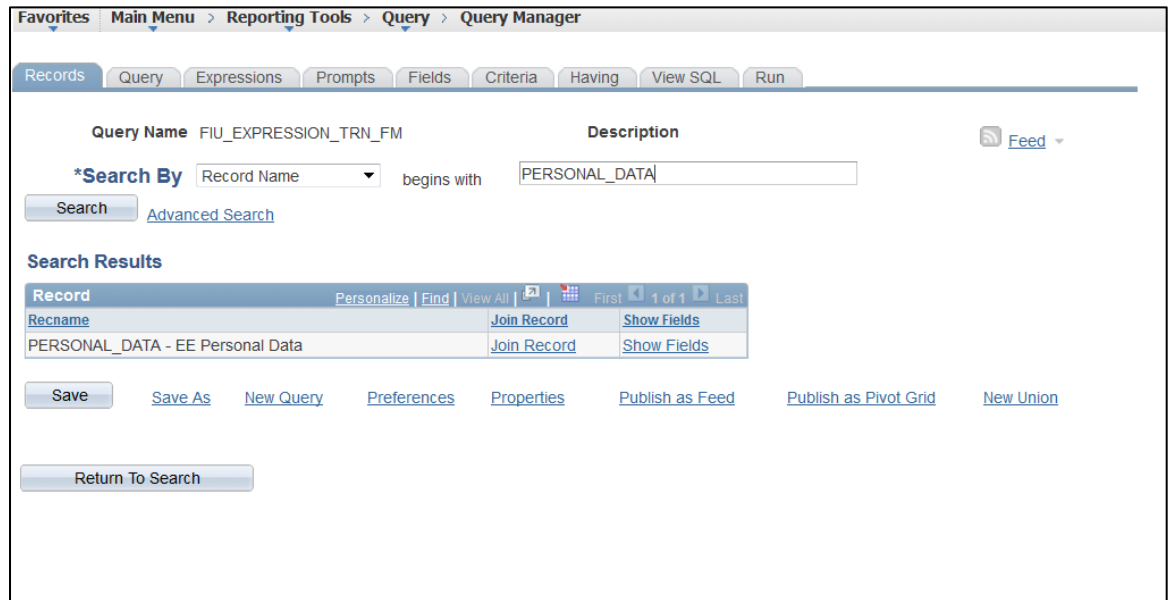 Favorites Main Menu > Reporting Tools > Query > Query Manager
Records Query Expressions Prompts Fields Criteria Having View SQL Run
Query Name FIU_EXPRESSION_TRN_FM Description
Feed
*Search By Record Name begins with PERSONAL_DATA
Search Advanced Search
Search Results
Record Personalize | Find | View All | | First 1 of 1 Last
Recname Join Record Show Fields
PERSONAL_DATA - EE Personal Data Join Record Show Fields
Save Save As New Query Preferences Properties Publish as Feed Publish as Pivot Grid New Union
Return To Search